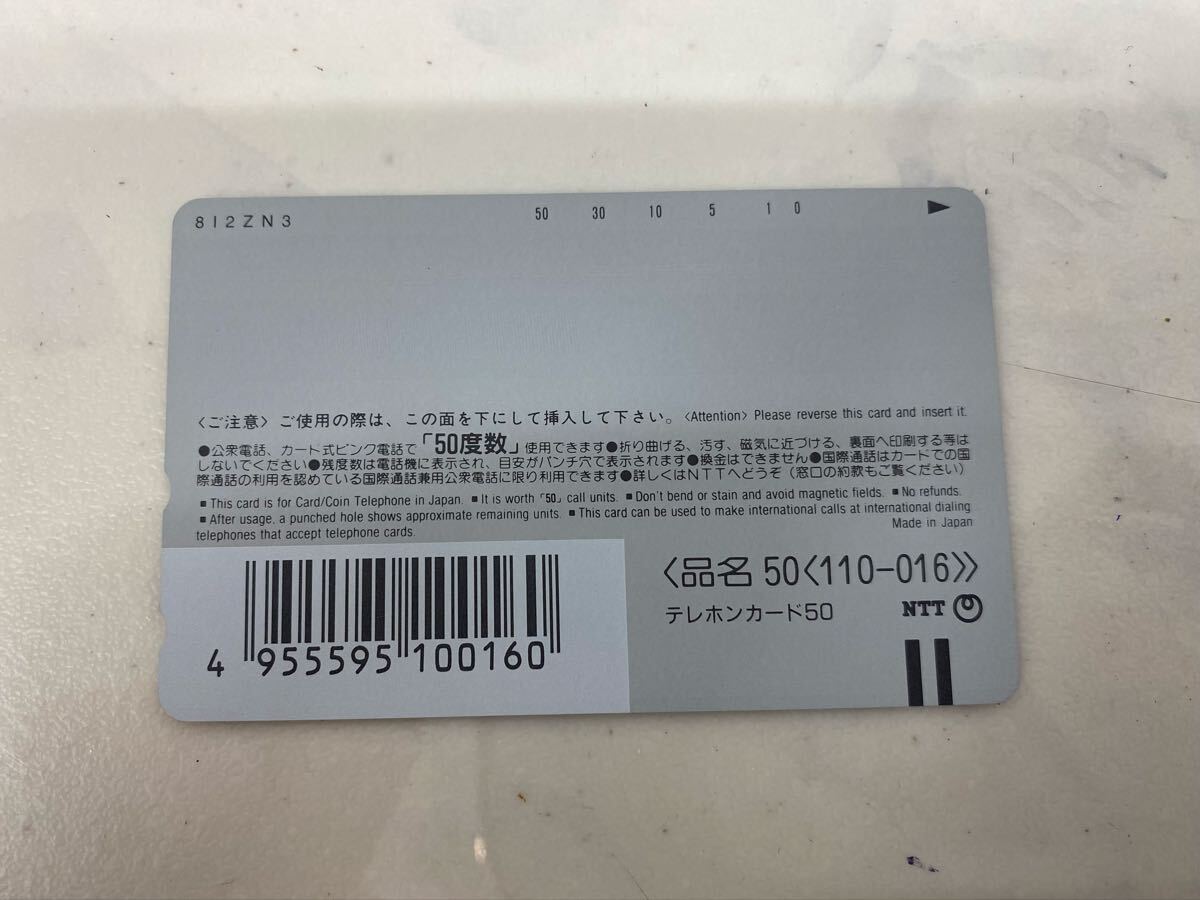 812ZN3 50 30 10 5 1 0
〈ご注意〉ご使用の際は、この面を下にして挿入して下さい。〈Attention〉Please reverse this card and insert it.
●公衆電話、カード式ピンク電話で「50度数」使用できます●折り曲げる、汚す、磁気に近づける、裏面へ印刷する等は
しないでください●残度数は電話機に表示され、目安がパンチ穴で表示されます●換金はできません●国際通話はカードでの国
際通話の利用を認めている国際通話兼用公衆電話に限り利用できます●詳しくはNTTへどうぞ（窓口の約款もご覧ください）
■This card is for Card/Coin Telephone in Japan. ■It is worth「50」call units. ■Don't bend or stain and avoid magnetic fields. ■No refunds.
■After usage, a punched hole shows approximate remaining units. ■This card can be used to make international calls at international dialing
telephones that accept telephone cards.
Made in Japan
〈品名 50〈110-016〉〉
テレホンカード50
NTT
4 955595 100160